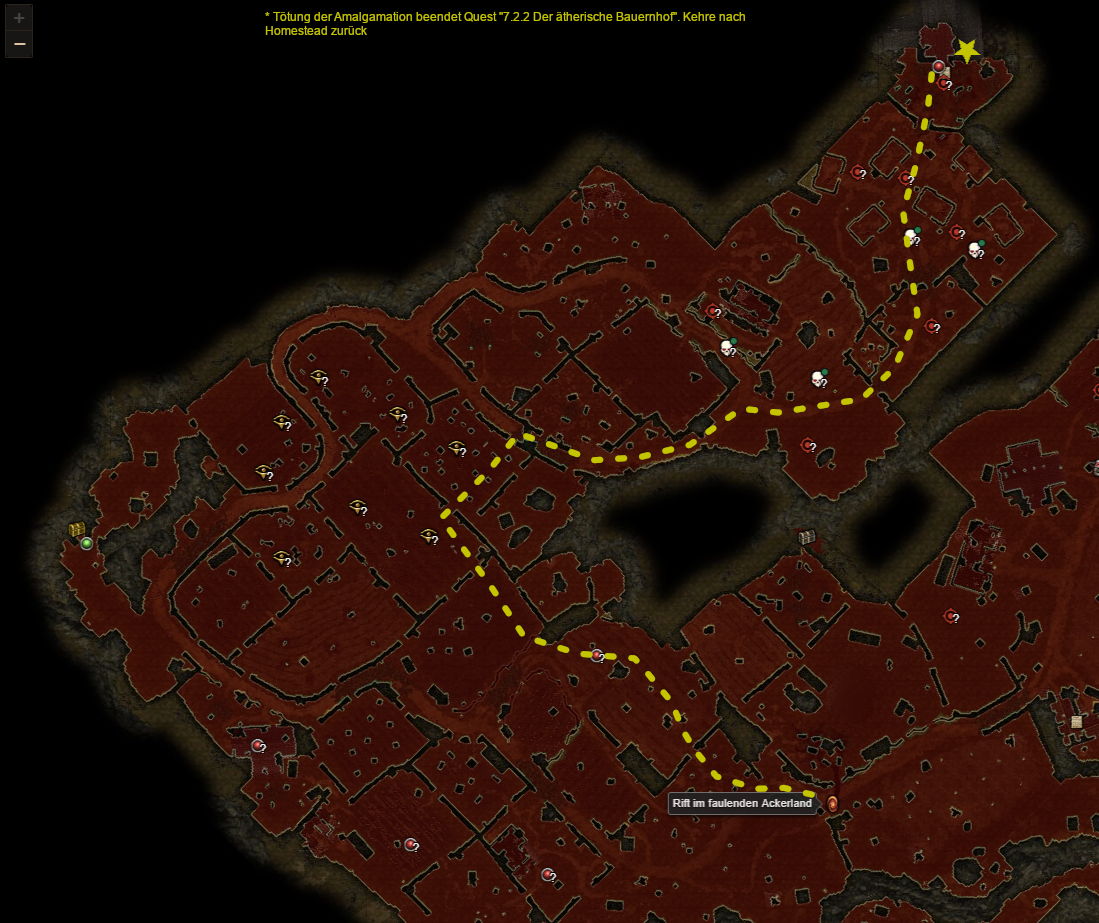 * Tötung der Amalgamation beendet Quest "7.2.2 Der ätherische Bauernhof". Kehre nach
Homestead zurück
Rift im faulenden Ackerland